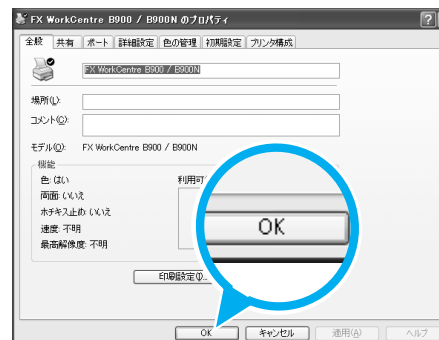 FX WorkCentre B900 / B900N のプロパティ
全般 共有 ポート 詳細設定 色の管理 初期設定 プリンタ構成
FX WorkCentre B900 / B900N
場所(L):
コメント(C):
モデル(O): FX WorkCentre B900 / B900N
機能
色: はい 利用可
両面: いいえ
ホチキス止め: いいえ
速度: 不明
最高解像度: 不明
OK
印刷設定(I)...
OK キャンセル 適用(A) ヘルプ